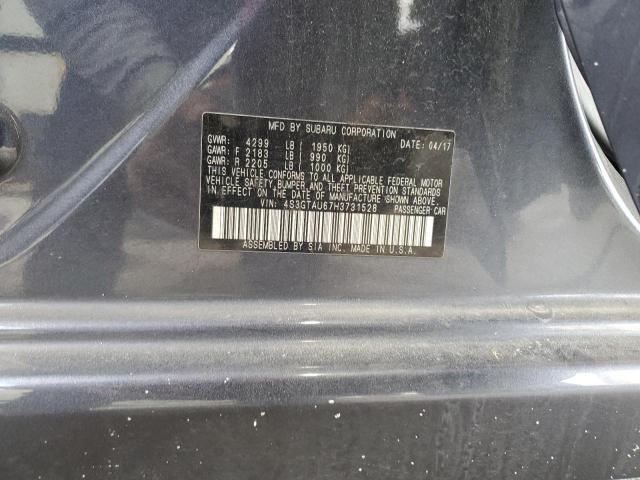 MFD BY SUBARU CORPORATION DATE: 04/17
GVWR: 4299 LB ( 1950 KG)
GAWR: F 2183 LB ( 990 KG)
GAWR: R 2205 LB ( 1000 KG)
THIS VEHICLE CONFORMS TO ALL APPLICABLE FEDERAL MOTOR
VEHICLE SAFETY, BUMPER, AND THEFT PREVENTION STANDARDS
IN EFFECT ON THE DATE OF MANUFACTURE SHOWN ABOVE.
VIN: 4S3GTAU67H3731528 PASSENGER CAR
ASSEMBLED BY SIA INC. MADE IN U.S.A.